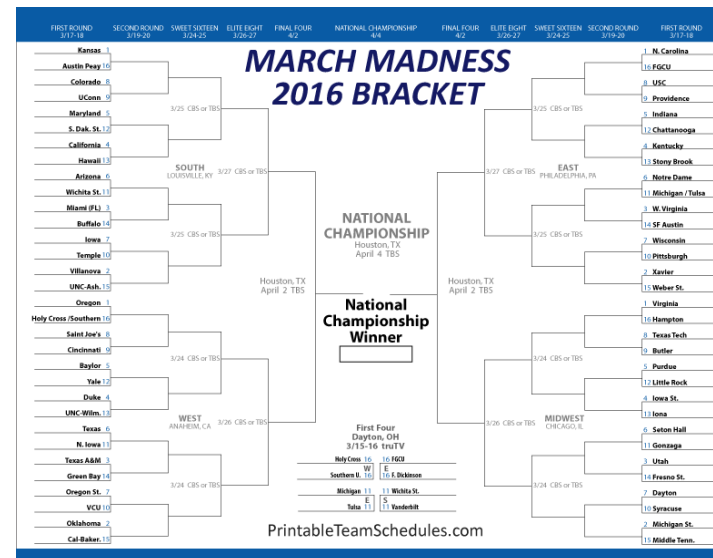 FIRST ROUND SECOND ROUND SWEET SIXTEEN ELITE EIGHT FINAL FOUR NATIONAL CHAMPIONSHIP FINAL FOUR ELITE EIGHT SWEET SIXTEEN SECOND ROUND FIRST ROUND
3/17-18 3/19-20 3/24-25 3/26-27 4/2 4/4 4/2 3/26-27 3/24-25 3/19-20 3/17-18
MARCH MADNESS
2016 BRACKET
Kansas 1
Austin Peay 16
Colorado 8
UConn 9
3/25 CBS or TBS
Maryland 5
S. Dak. St. 12
California 4
Hawaii 13
SOUTH
LOUISVILLE, KY
3/27 CBS or TBS
Arizona 6
Wichita St. 11
Miami (FL) 3
Buffalo 14
3/25 CBS or TBS
Iowa 7
Temple 10
Villanova 2
UNC-Ash. 15
Houston, TX
April 2 TBS
Oregon 1
Holy Cross /Southern 16
Saint Joe's 8
Cincinnati 9
3/24 CBS or TBS
Baylor 5
Yale 12
Duke 4
UNC-Wilm. 13
WEST
ANAHEIM, CA
3/26 CBS or TBS
Texas 6
N. Iowa 11
Texas A&M 3
Green Bay 14
3/24 CBS or TBS
Oregon St. 7
VCU 10
Oklahoma 2
Cal-Baker. 15
NATIONAL
CHAMPIONSHIP
Houston, TX
April 4 TBS
National
Championship
Winner
First Four
Dayton, OH
3/15-16 truTV
Holy Cross 16 16 FGCU
W E
Southern U. 16 16 F. Dickinson
Michigan 11 11 Wichita St.
E S
Tulsa 11 11 Vanderbilt
PrintableTeamSchedules.com
1 N. Carolina
16 FGCU
8 USC
9 Providence
3/25 CBS or TBS
5 Indiana
12 Chattanooga
4 Kentucky
13 Stony Brook
EAST
PHILADELPHIA, PA
3/27 CBS or TBS
6 Notre Dame
11 Michigan / Tulsa
3 W. Virginia
14 SF Austin
3/25 CBS or TBS
7 Wisconsin
10 Pittsburgh
2 Xavier
15 Weber St.
Houston, TX
April 2 TBS
1 Virginia
16 Hampton
8 Texas Tech
9 Butler
3/24 CBS or TBS
5 Purdue
12 Little Rock
4 Iowa St.
13 Iona
MIDWEST
CHICAGO, IL
3/26 CBS or TBS
6 Seton Hall
11 Gonzaga
3 Utah
14 Fresno St.
3/24 CBS or TBS
7 Dayton
10 Syracuse
2 Michigan St.
15 Middle Tenn.